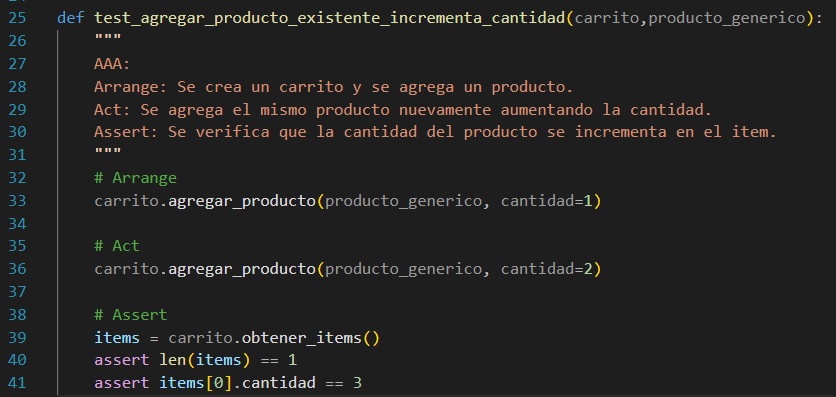 25 def test_agregar_producto_existente_incrementa_cantidad(carrito,producto_generico):
26     """
27     AAA:
28     Arrange: Se crea un carrito y se agrega un producto.
29     Act: Se agrega el mismo producto nuevamente aumentando la cantidad.
30     Assert: Se verifica que la cantidad del producto se incrementa en el item.
31     """
32     # Arrange
33     carrito.agregar_producto(producto_generico, cantidad=1)
34
35     # Act
36     carrito.agregar_producto(producto_generico, cantidad=2)
37
38     # Assert
39     items = carrito.obtener_items()
40     assert len(items) == 1
41     assert items[0].cantidad == 3